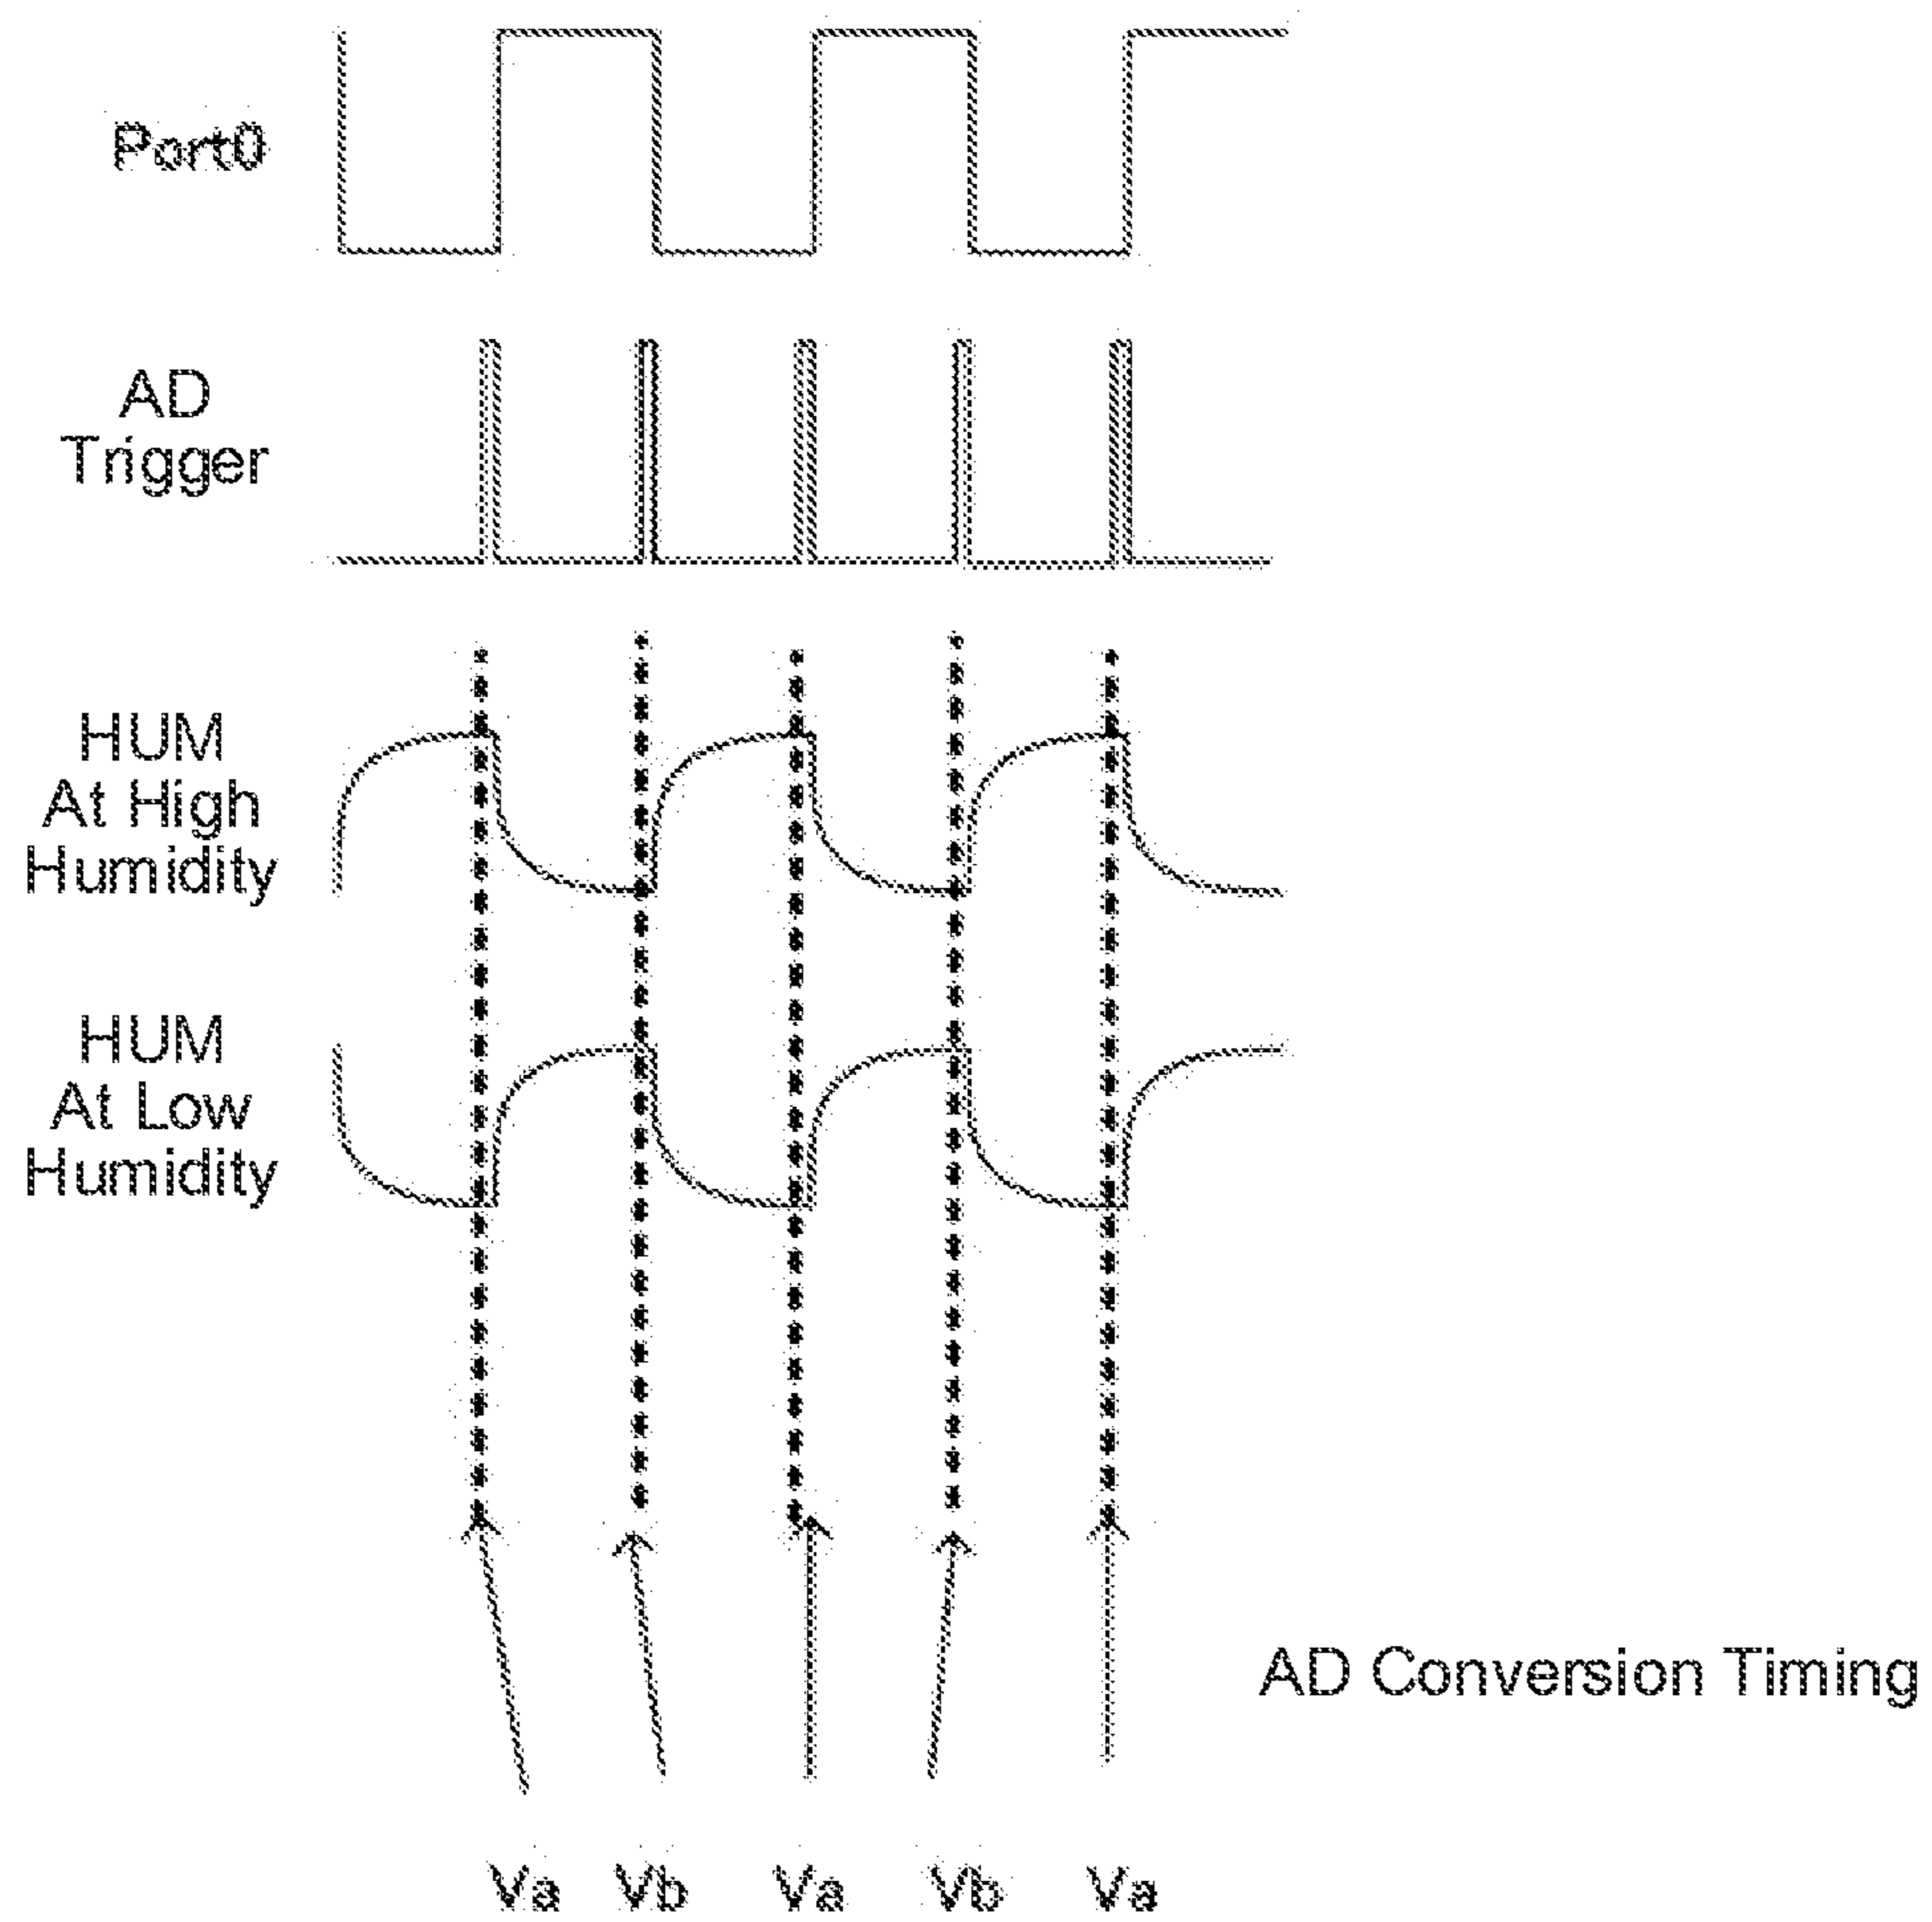 Port0
AD
Trigger
HUM
At High
Humidity
HUM
At Low
Humidity
AD Conversion Timing
Va Vb Va Vb Va